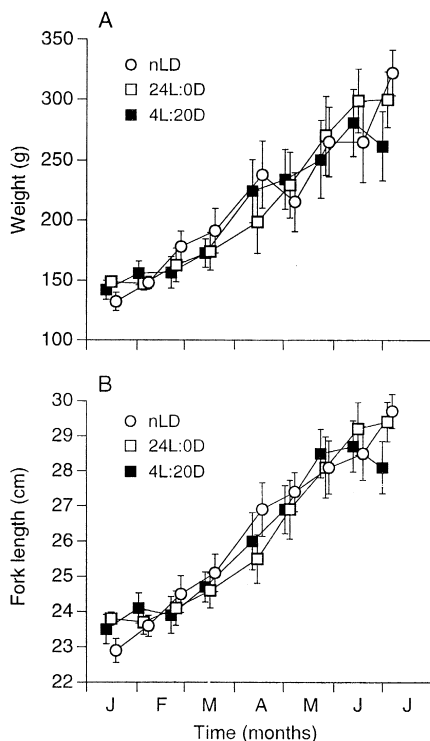 A
350
300
250
200
150
100
Weight (g)
nLD
24L:0D
4L:20D
B
30
29
28
27
26
25
24
23
22
Fork length (cm)
nLD
24L:0D
4L:20D
J F M A M J J
Time (months)